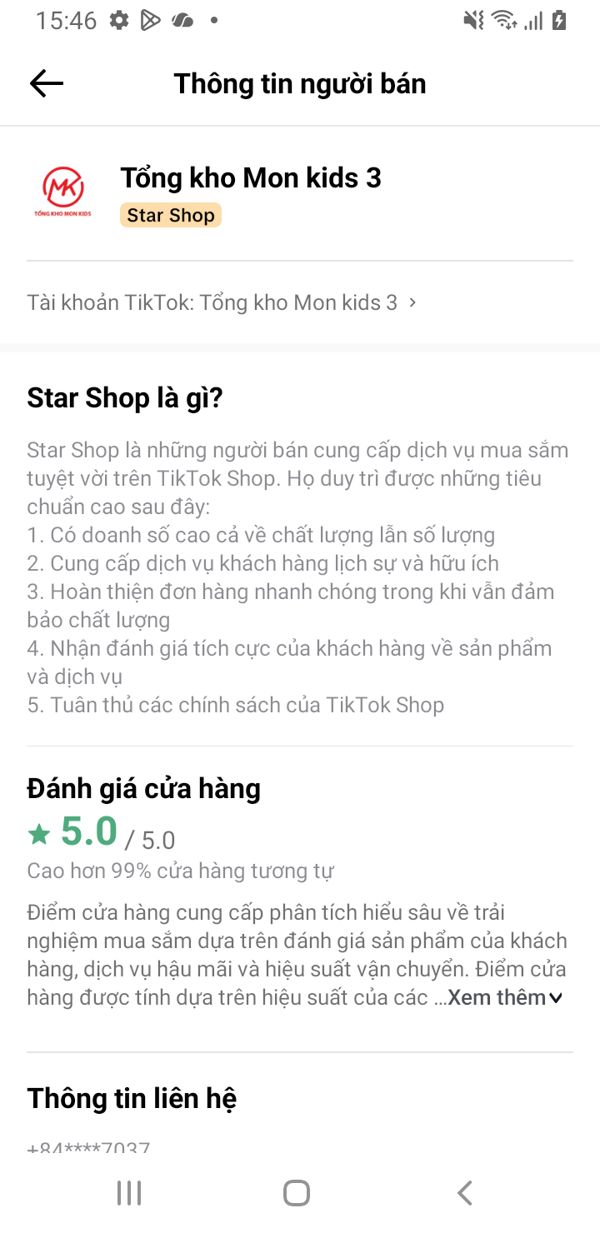 15:46
Thông tin người bán
MK
TỔNG KHO MON KIDS
Tổng kho Mon kids 3
Star Shop
Tài khoản TikTok: Tổng kho Mon kids 3 ›
Star Shop là gì?
Star Shop là những người bán cung cấp dịch vụ mua sắm
tuyệt vời trên TikTok Shop. Họ duy trì được những tiêu
chuẩn cao sau đây:
1. Có doanh số cao cả về chất lượng lẫn số lượng
2. Cung cấp dịch vụ khách hàng lịch sự và hữu ích
3. Hoàn thiện đơn hàng nhanh chóng trong khi vẫn đảm
bảo chất lượng
4. Nhận đánh giá tích cực của khách hàng về sản phẩm
và dịch vụ
5. Tuân thủ các chính sách của TikTok Shop
Đánh giá cửa hàng
5.0 / 5.0
Cao hơn 99% cửa hàng tương tự
Điểm cửa hàng cung cấp phân tích hiểu sâu về trải
nghiệm mua sắm dựa trên đánh giá sản phẩm của khách
hàng, dịch vụ hậu mãi và hiệu suất vận chuyển. Điểm cửa
hàng được tính dựa trên hiệu suất của các ...Xem thêm
Thông tin liên hệ
+84****7037